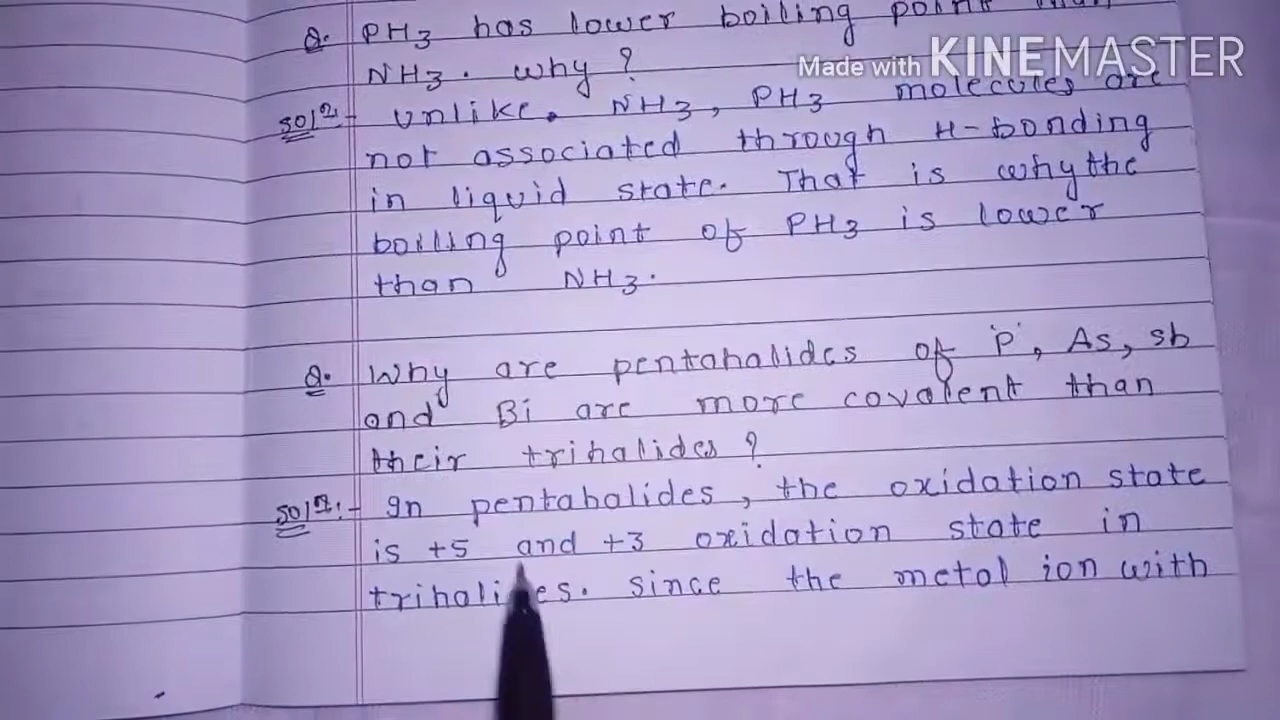 Q. PH3 has lower boiling point than
NH3. Why ?
Made with KINEMASTER
Sol2:- Unlike. NH3, PH3 molecules are
not associated through H-bonding
in liquid state. That is why the
boiling point of PH3 is lower
than NH3.
Q. Why are pentahalides of 'P', As, sb
and Bi are more covalent than
their trihalides ?
Soln:- In pentahalides, the oxidation state
is +5 and +3 oxidation state in
trihalides. Since the metal ion with